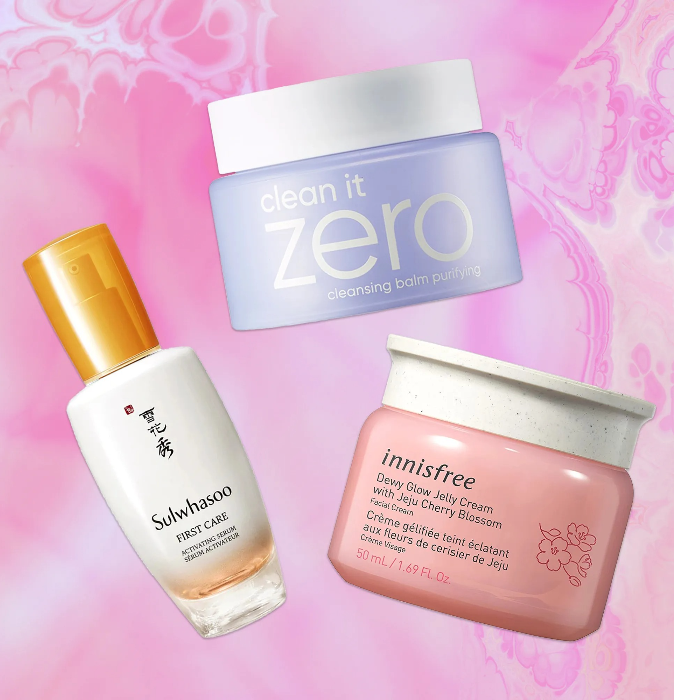 clean it
zero
cleansing balm purifying
雪花秀
Sulwhasoo
FIRST CARE
ACTIVATING SERUM
SÉRUM ACTIVATEUR
innisfree
Dewy Glow Jelly Cream
with Jeju Cherry Blossom
Facial Cream
Crème gélifiée teint éclatant
aux fleurs de cerisier de Jeju
Crème Visage
50 mL / 1.69 FL.Oz.